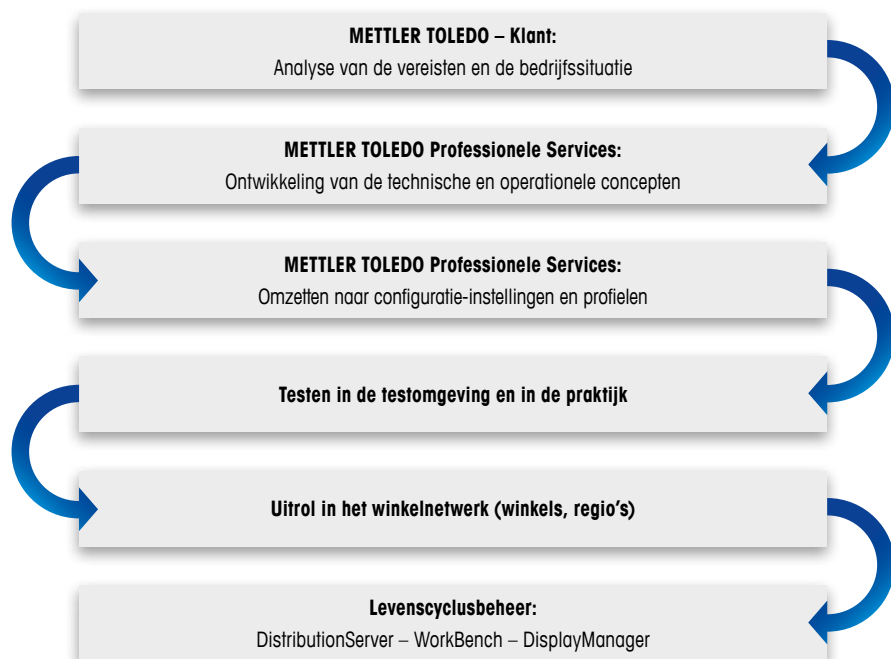 METTLER TOLEDO – Klant:
Analyse van de vereisten en de bedrijfssituatie
METTLER TOLEDO Professionele Services:
Ontwikkeling van de technische en operationele concepten
METTLER TOLEDO Professionele Services:
Omzetten naar configuratie-instellingen en profielen
Testen in de testomgeving en in de praktijk
Uitrol in het winkelnetwerk (winkels, regio's)
Levenscyclusbeheer:
DistributionServer – WorkBench – DisplayManager